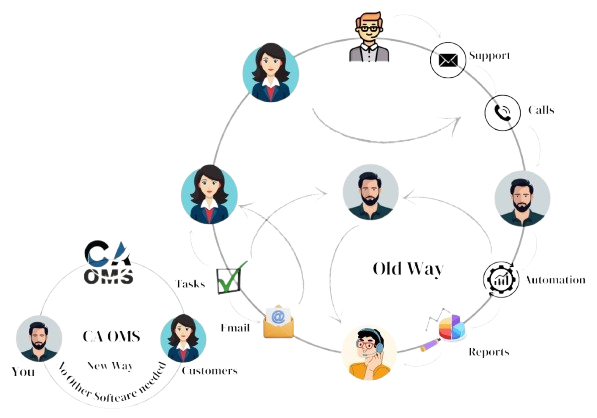 Support
Calls
Old Way
Tasks
Automation
Email
Reports
CA
OMS
CA OMS
New Way
You
Customers
No Other Softcare needed